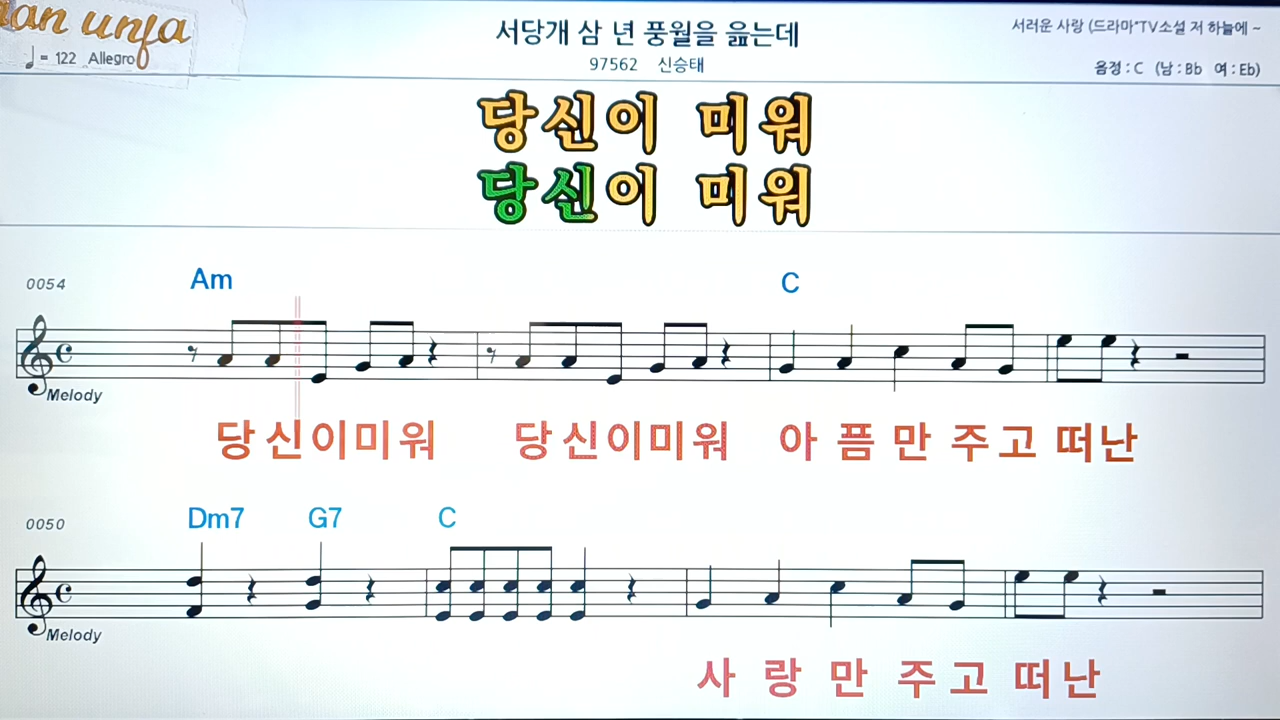 서당개 삼 년 풍월을 읊는데
서러운 사랑 (드라마"TV소설 저 하늘에 ~
♩ = 122 Allegro
97562 신승태
음정 : C (남 : Bb 여 : Eb)
당신이 미워
당신이 미워
0054
Am C
Melody
당신이미워 당신이미워 아 픔 만 주고 떠난
0050
Dm7 G7 C
Melody
사 랑 만 주고 떠난